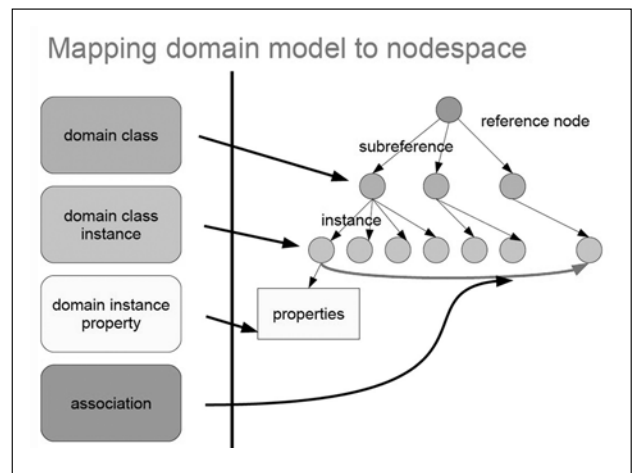 Mapping domain model to nodespace
domain class
reference node
subreference
domain class
instance
instance
domain instance
property
properties
association